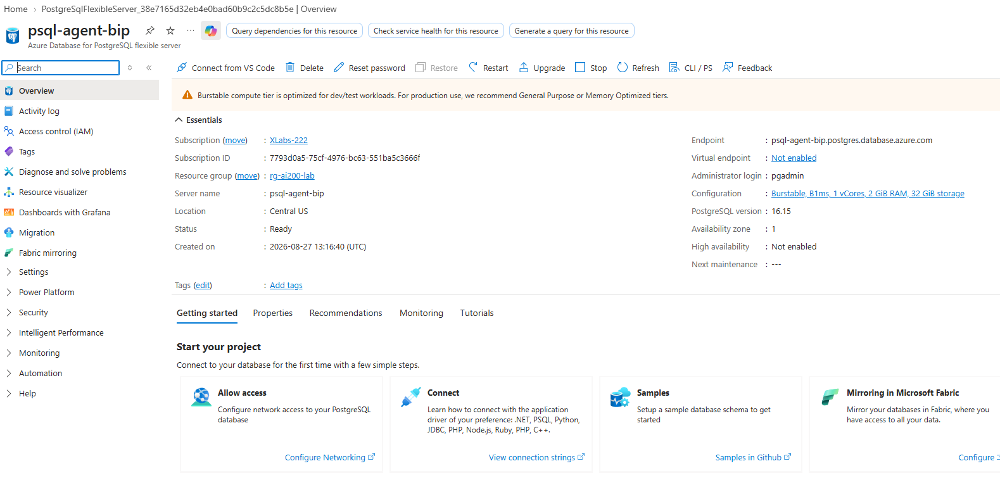 Home > PostgreSqlFlexibleServer_38e7165d32eb4e0bad60b9c2c5dc8b5e | Overview
psql-agent-bip
Query dependencies for this resource
Check service health for this resource
Generate a query for this resource
Azure Database for PostgreSQL flexible server
Search
Connect from VS Code
Delete
Reset password
Restore
Restart
Upgrade
Stop
Refresh
CLI / PS
Feedback
Overview
Activity log
Access control (IAM)
Tags
Diagnose and solve problems
Resource visualizer
Dashboards with Grafana
Migration
Fabric mirroring
Settings
Power Platform
Security
Intelligent Performance
Monitoring
Automation
Help
Burstable compute tier is optimized for dev/test workloads. For production use, we recommend General Purpose or Memory Optimized tiers.
Essentials
Subscription (move) : XLabs-222
Subscription ID : 7793d0a5-75cf-4976-bc63-551ba5c3666f
Resource group (move) : rg-ai200-lab
Server name : psql-agent-bip
Location : Central US
Status : Ready
Created on : 2026-08-27 13:16:40 (UTC)
Endpoint : psql-agent-bip.postgres.database.azure.com
Virtual endpoint : Not enabled
Administrator login : pgadmin
Configuration : Burstable, B1ms, 1 vCores, 2 GiB RAM, 32 GiB storage
PostgreSQL version : 16.15
Availability zone : 1
High availability : Not enabled
Next maintenance : ---
Tags (edit) : Add tags
Getting started
Properties
Recommendations
Monitoring
Tutorials
Start your project
Connect to your database for the first time with a few simple steps.
Allow access
Configure network access to your PostgreSQL
database
Configure Networking
Connect
Learn how to connect with the application
driver of your preference: .NET, PSQL, Python,
JDBC, PHP, Node.js, Ruby, PHP, C++.
View connection strings
Samples
Setup a sample database schema to get
started
Samples in Github
Mirroring in Microsoft Fabric
Mirror your databases in Fabric, where you
have access to all your data.
Configure